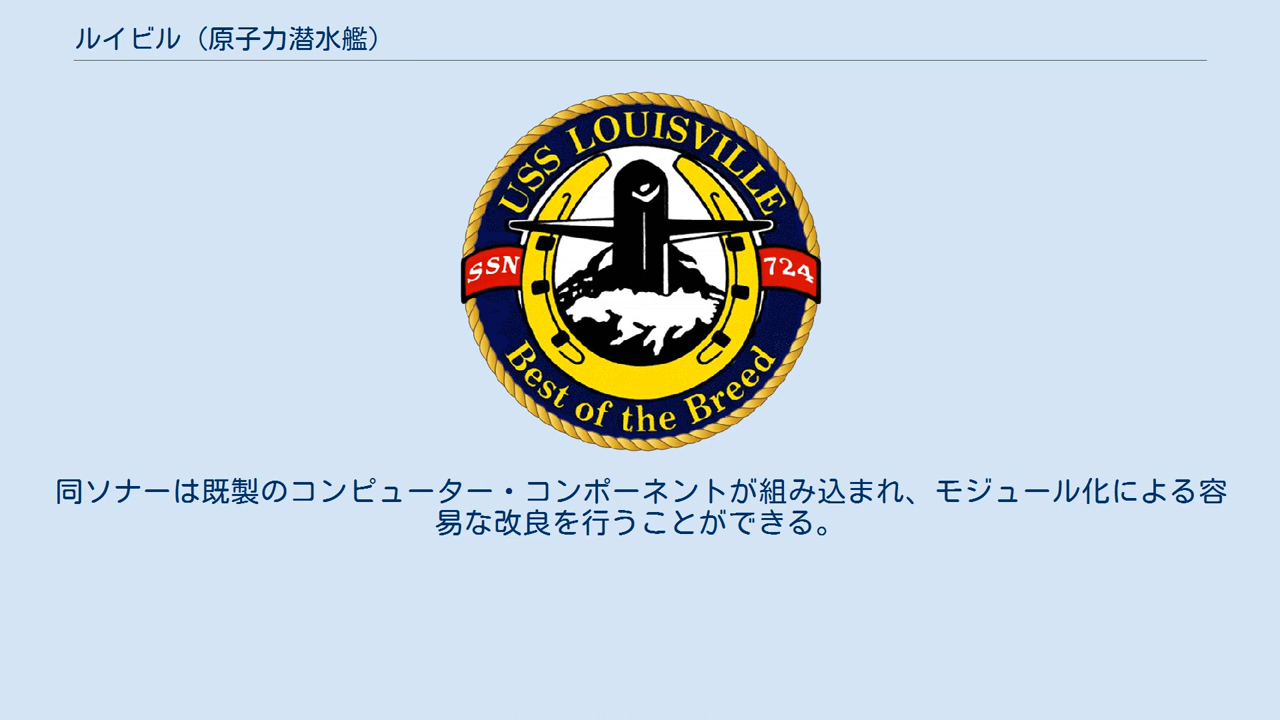 ルイビル（原子力潜水艦）
USS LOUISVILLE
SSN 724
Best of the Breed
同ソナーは既製のコンピューター・コンポーネントが組み込まれ、モジュール化による容
易な改良を行うことができる。